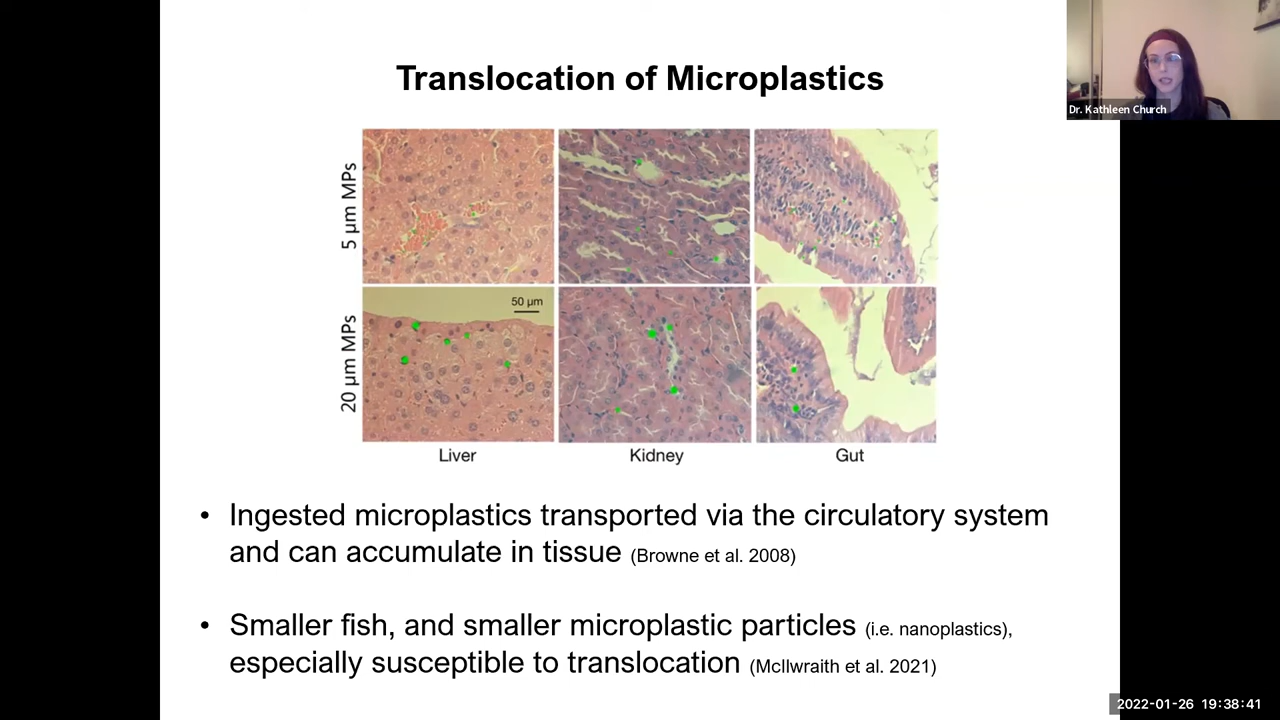 Translocation of Microplastics
Dr. Kathleen Church
5 µm MPs
20 µm MPs
50 µm
Liver
Kidney
Gut
• Ingested microplastics transported via the circulatory system
and can accumulate in tissue (Browne et al. 2008)
• Smaller fish, and smaller microplastic particles (i.e. nanoplastics),
especially susceptible to translocation (McIlwraith et al. 2021)
2022-01-26 19:38:41